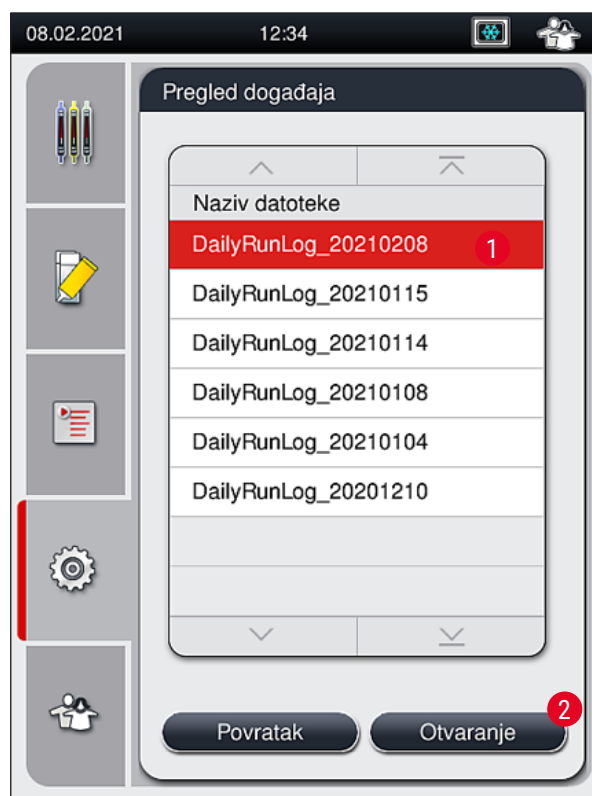 08.02.2021 12:34
Pregled događaja
Naziv datoteke
DailyRunLog_20210208 1
DailyRunLog_20210115
DailyRunLog_20210114
DailyRunLog_20210108
DailyRunLog_20210104
DailyRunLog_20201210
2
Povratak Otvaranje